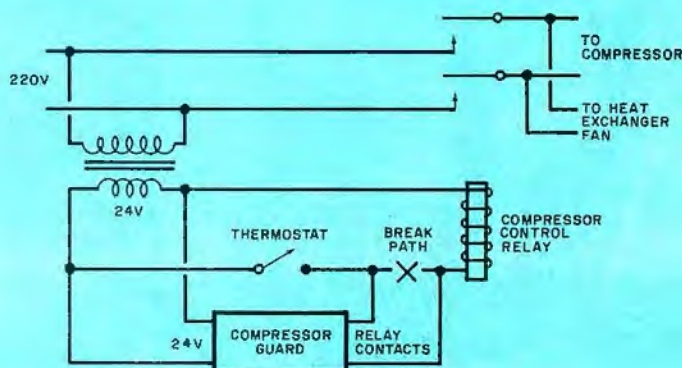 TO
COMPRESSOR
220V
TO HEAT
EXCHANGER
FAN
24V
THERMOSTAT
BREAK
PATH
COMPRESSOR
CONTROL
RELAY
24V
COMPRESSOR
GUARD
RELAY
CONTACTS